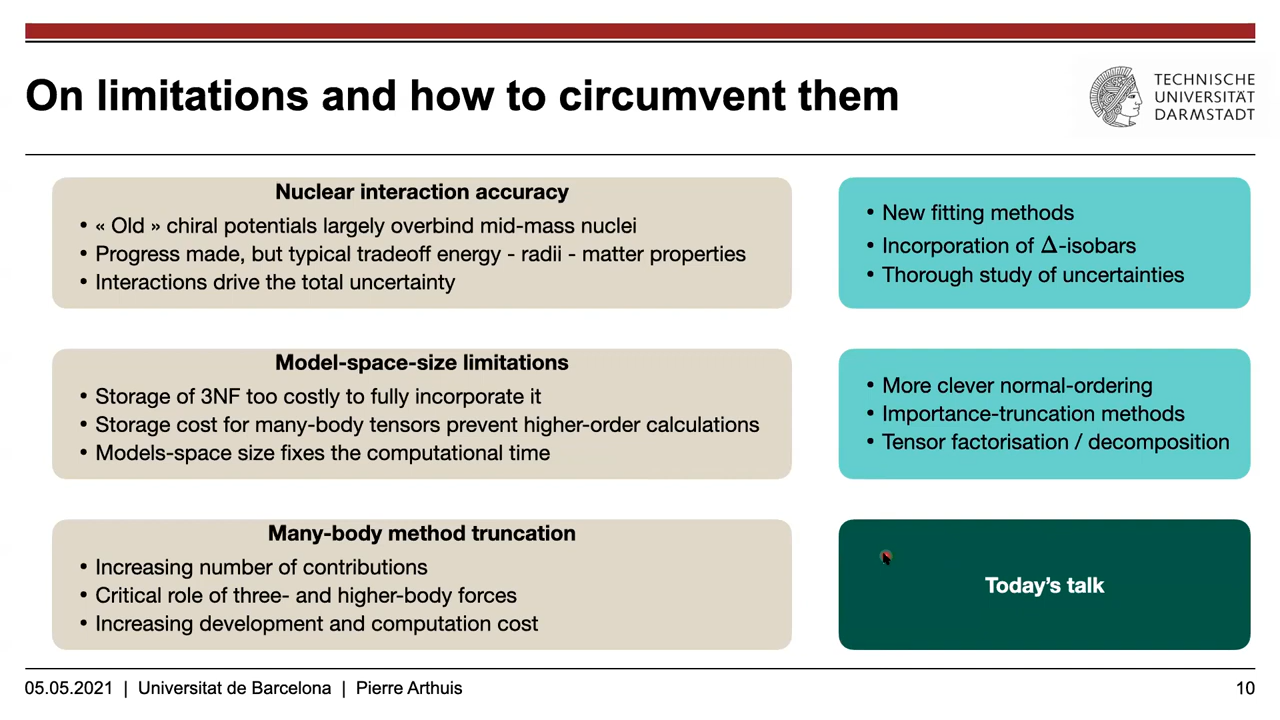 On limitations and how to circumvent them
TECHNISCHE
UNIVERSITÄT
DARMSTADT
Nuclear interaction accuracy
• « Old » chiral potentials largely overbind mid-mass nuclei
• Progress made, but typical tradeoff energy - radii - matter properties
• Interactions drive the total uncertainty
• New fitting methods
• Incorporation of Δ-isobars
• Thorough study of uncertainties
Model-space-size limitations
• Storage of 3NF too costly to fully incorporate it
• Storage cost for many-body tensors prevent higher-order calculations
• Models-space size fixes the computational time
• More clever normal-ordering
• Importance-truncation methods
• Tensor factorisation / decomposition
Many-body method truncation
• Increasing number of contributions
• Critical role of three- and higher-body forces
• Increasing development and computation cost
Today’s talk
05.05.2021 | Universitat de Barcelona | Pierre Arthuis
10